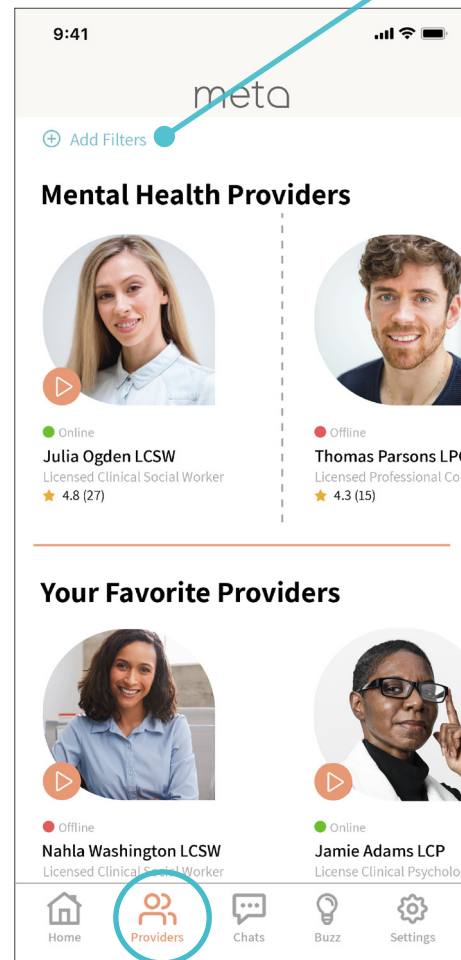 9:41
meta
Add Filters
Mental Health Providers
Online
Julia Ogden LCSW
Licensed Clinical Social Worker
4.8 (27)
Offline
Thomas Parsons LPC
Licensed Professional Co
4.3 (15)
Your Favorite Providers
Offline
Nahla Washington LCSW
Licensed Clinical Social Worker
Online
Jamie Adams LCP
License Clinical Psycholo
Home
Providers
Chats
Buzz
Settings